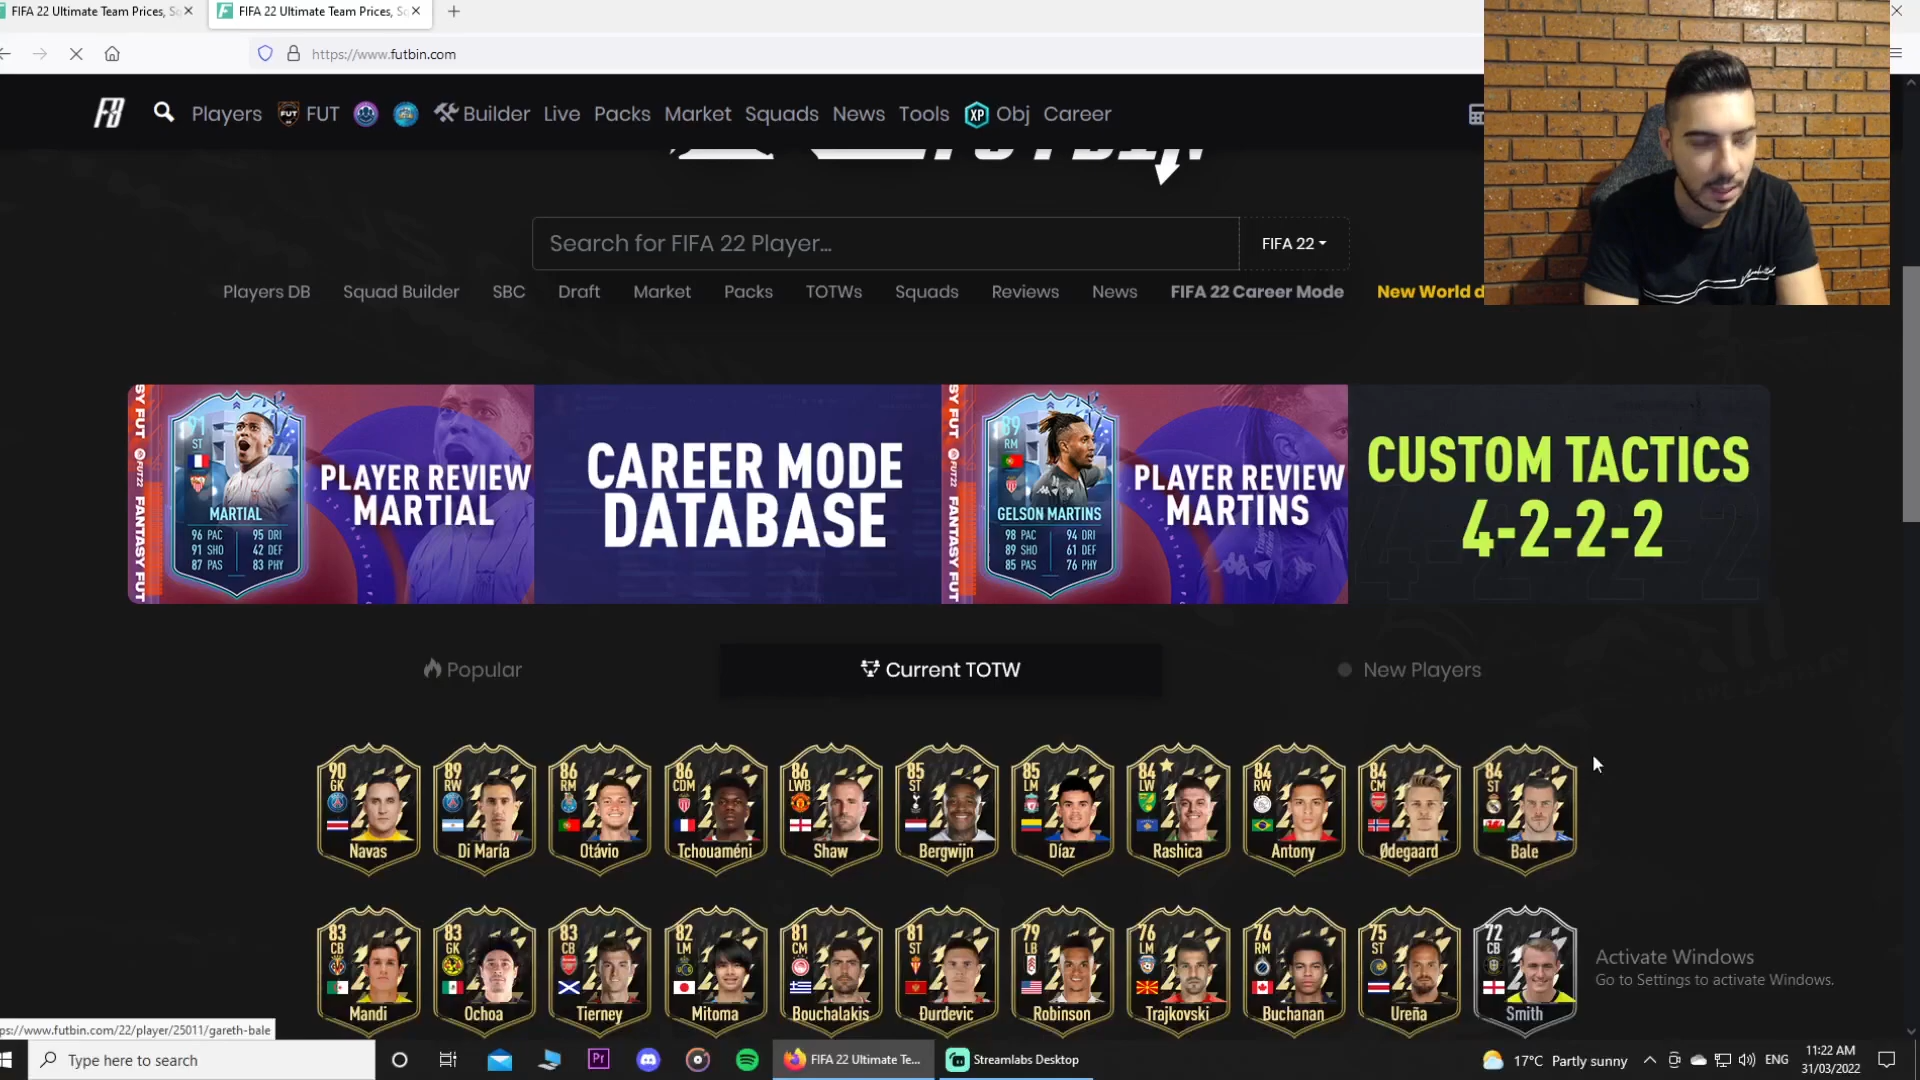 FIFA 22 Ultimate Team Prices, S
FIFA 22 Ultimate Team Prices, S
https://www.futbin.com
Players FUT Builder Live Packs Market Squads News Tools XP Obj Career
Search for FIFA 22 Player...
FIFA 22
Players DB Squad Builder SBC Draft Market Packs TOTWs Squads Reviews News FIFA 22 Career Mode New World d
91
ST
MARTIAL
96 PAC 95 DRI
91 SHO 42 DEF
87 PAS 83 PHY
FANTASY FUT
PLAYER REVIEW
MARTIAL
CAREER MODE
DATABASE
89
RM
GELSON MARTINS
98 PAC 94 DRI
89 SHO 61 DEF
85 PAS 76 PHY
FANTASY FUT
PLAYER REVIEW
MARTINS
CUSTOM TACTICS
4-2-2-2
Popular
Current TOTW
New Players
90 GK Navas
89 RW Di María
86 RM Otávio
86 CDM Tchouaméni
86 LWB Shaw
85 ST Bergwijn
85 LM Díaz
84 LW Rashica
84 RW Antony
84 CM Ødegaard
84 ST Bale
83 CB Mandi
83 GK Ochoa
83 CB Tierney
82 LM Mitoma
81 CM Bouchalakis
81 ST Đurdevic
79 LB Robinson
76 LM Trajkovski
76 RM Buchanan
75 ST Ureña
72 CB Smith
Activate Windows
Go to Settings to activate Windows.
ps://www.futbin.com/22/player/25011/gareth-bale
Type here to search
Pr
FIFA 22 Ultimate Te...
Streamlabs Desktop
17°C Partly sunny
ENG
11:22 AM
31/03/2022